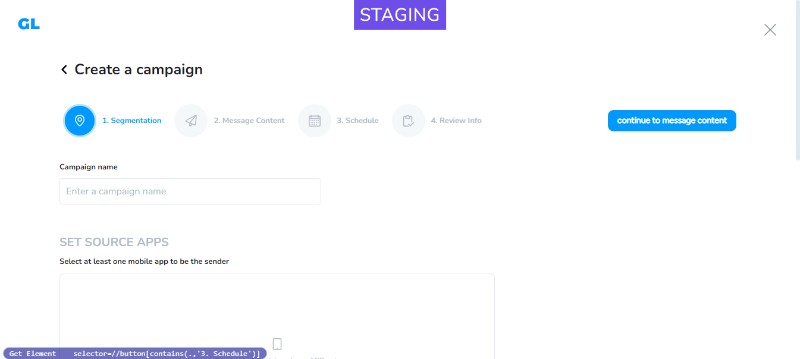 STAGING
GL
Create a campaign
1. Segmentation
2. Message Content
3. Schedule
4. Review Info
continue to message content
Campaign name
Enter a campaign name
SET SOURCE APPS
Select at least one mobile app to be the sender
Get Element selector=//button[contains(.,'3. Schedule')]